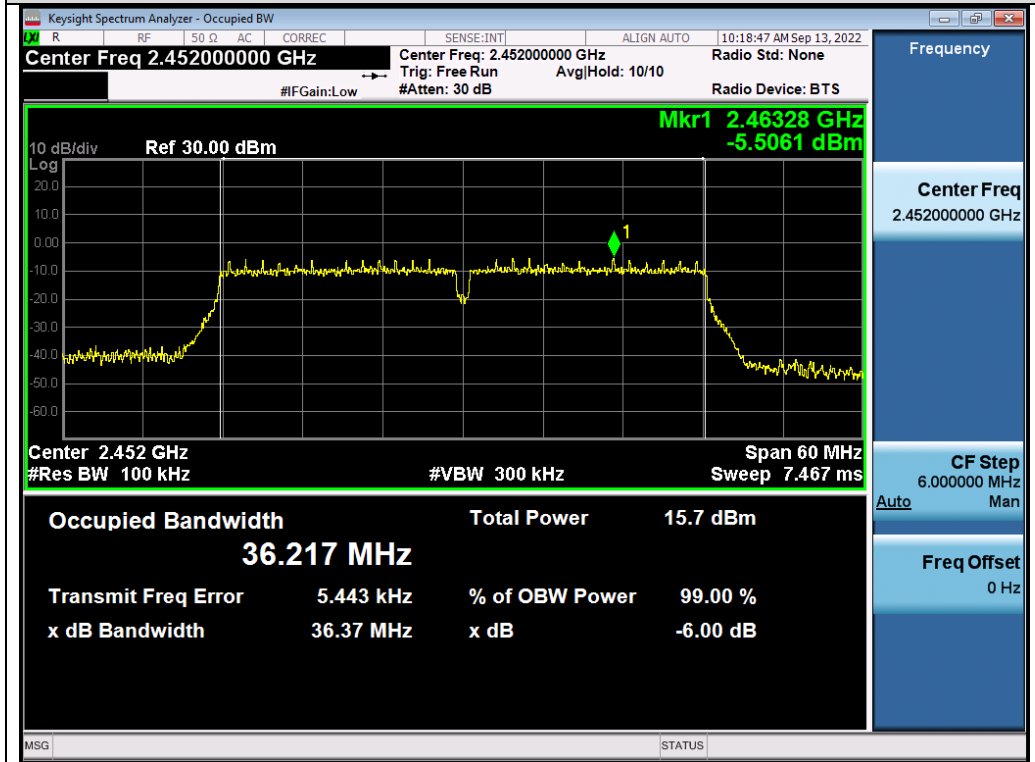 Keysight Spectrum Analyzer - Occupied BW
LXI R RF 50 Ω AC CORREC SENSE:INT ALIGN AUTO 10:18:47 AM Sep 13, 2022
Center Freq 2.452000000 GHz
Center Freq: 2.452000000 GHz Radio Std: None
Trig: Free Run Avg|Hold: 10/10
#IFGain:Low #Atten: 30 dB Radio Device: BTS
Mkr1 2.46328 GHz
-5.5061 dBm
10 dB/div Ref 30.00 dBm
Log
20.0
10.0
0.00
-10.0
-20.0
-30.0
-40.0
-50.0
-60.0
1
Center 2.452 GHz Span 60 MHz
#Res BW 100 kHz #VBW 300 kHz Sweep 7.467 ms
Occupied Bandwidth Total Power 15.7 dBm
36.217 MHz
Transmit Freq Error 5.443 kHz % of OBW Power 99.00 %
x dB Bandwidth 36.37 MHz x dB -6.00 dB
MSG STATUS
Frequency
Center Freq
2.452000000 GHz
CF Step
6.000000 MHz
Auto Man
Freq Offset
0 Hz